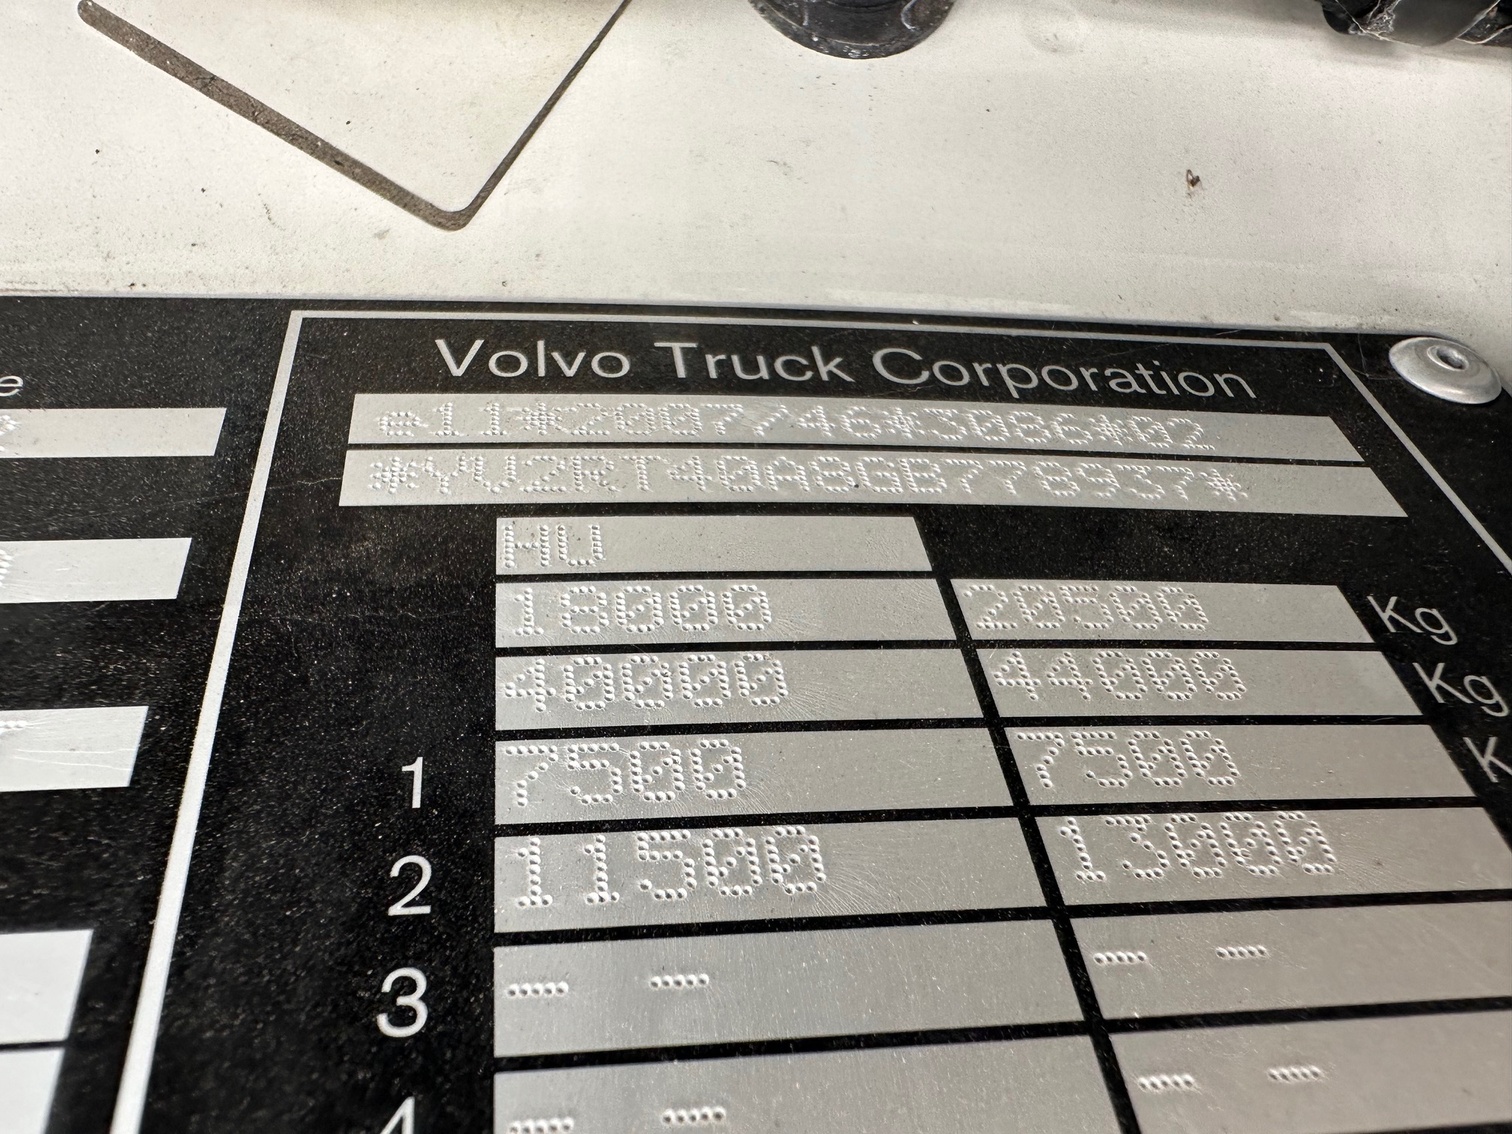 Volvo Truck Corporation
e11*2007/46*3086*02
*YV2RT40A8GB778937*
HU
18000 20500 Kg
40000 44000 Kg
1 7500 7500 K
2 11500 13000
3 - - - -
4 - - - -